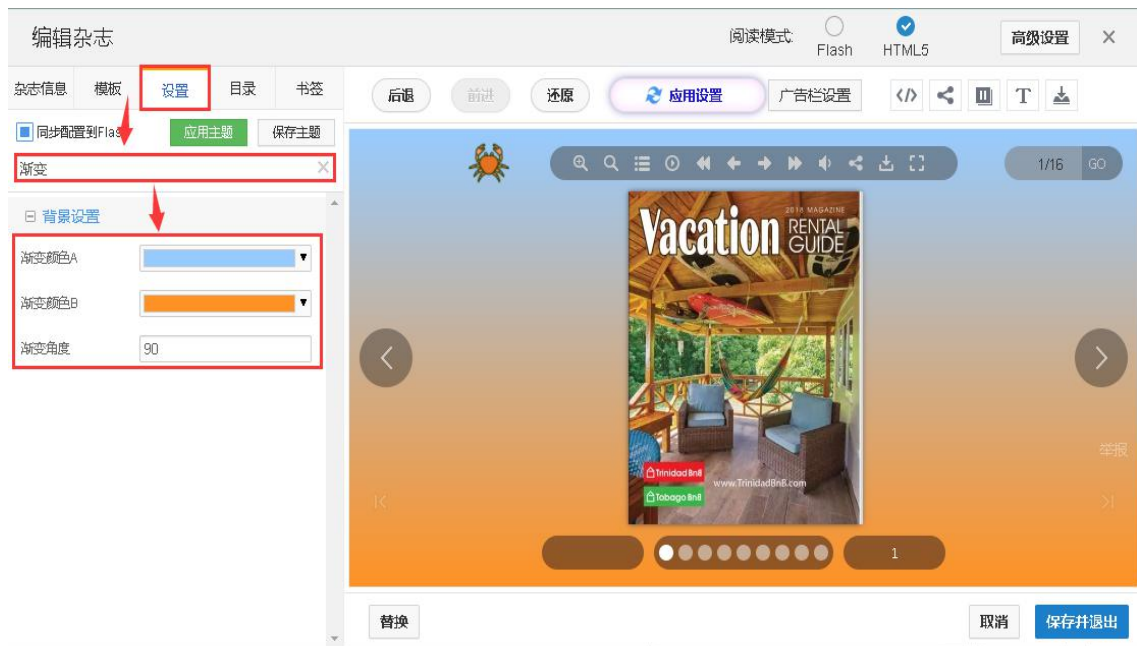 编辑杂志
阅读模式: Flash HTML5 高级设置 ×
杂志信息 模板 设置 目录 书签
后退 前进 还原 应用设置 广告栏设置 </> T
同步配置到Flas 应用主题 保存主题
渐变 ×
背景设置
渐变颜色A
渐变颜色B
渐变角度 90
1/16 GO
2018 MAGAZINE
Vacation RENTAL
GUIDE
举报
Trinidad BnB
www.TrinidadBnB.com
Tobago BnB
1
替换 取消 保存并退出